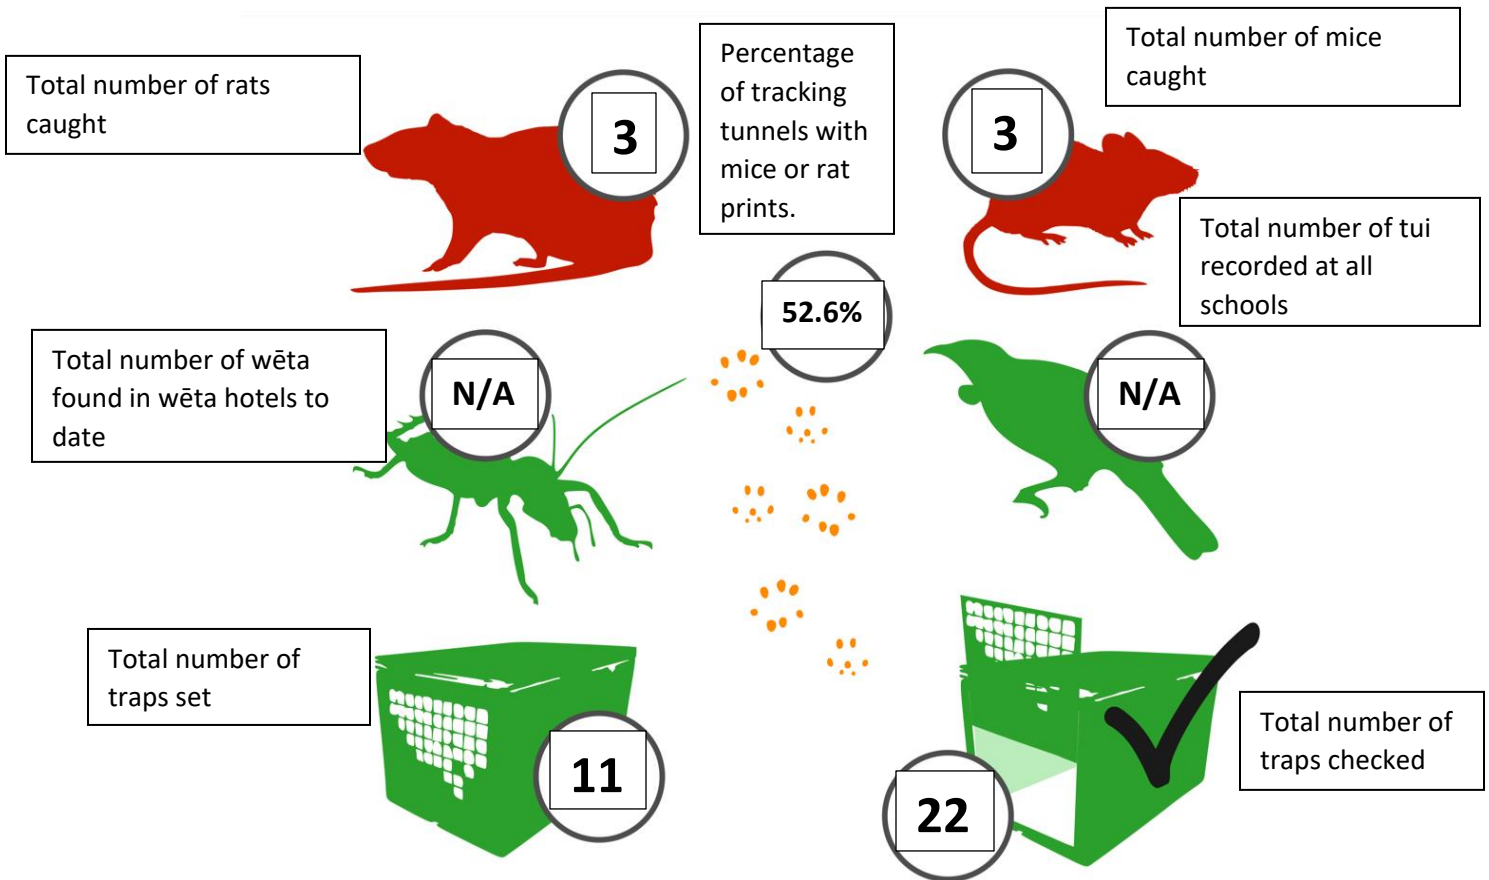 Total number of rats
caught
3
Percentage
of tracking
tunnels with
mice or rat
prints.
52.6%
Total number of mice
caught
3
Total number of tui
recorded at all
schools
N/A
Total number of wēta
found in wēta hotels to
date
N/A
Total number of
traps set
11
22
Total number of
traps checked